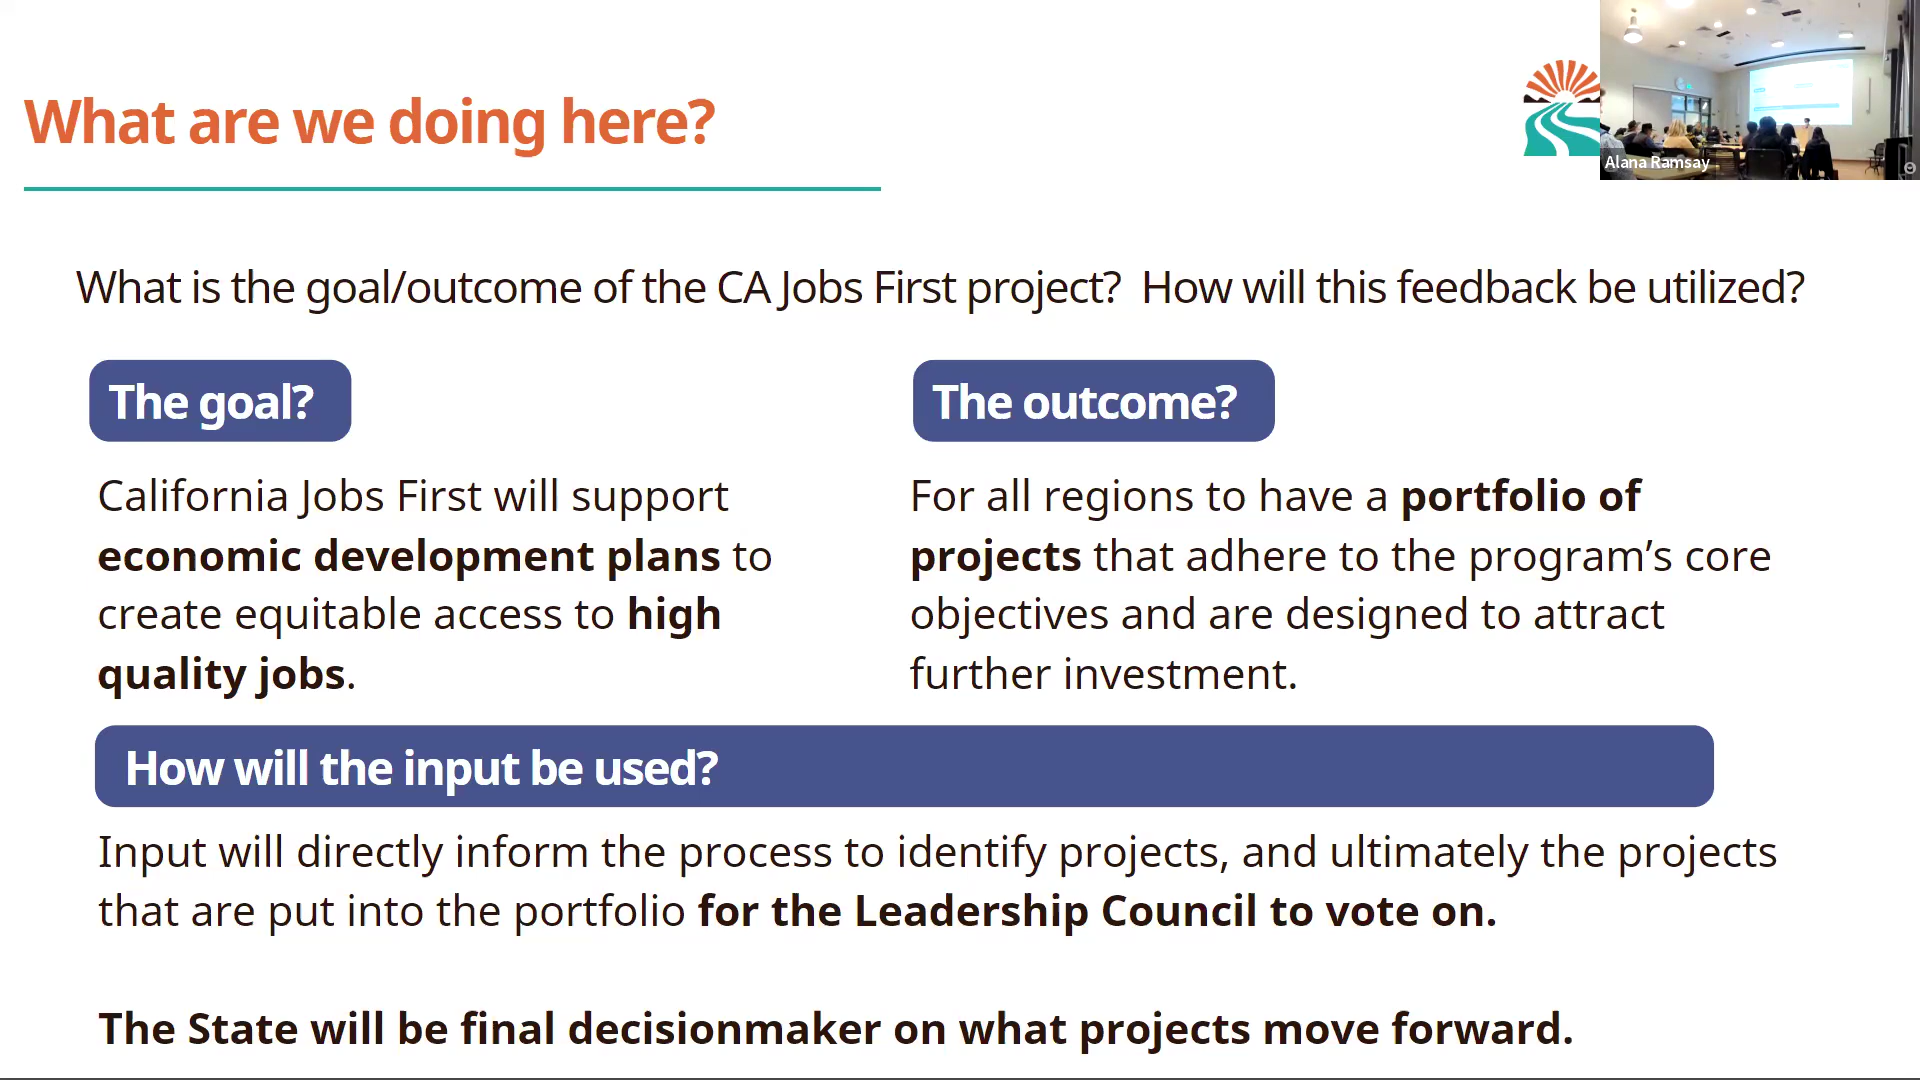 What are we doing here?
Alana Ramsay
What is the goal/outcome of the CA Jobs First project?  How will this feedback be utilized?
The goal?
California Jobs First will support
economic development plans to
create equitable access to high
quality jobs.
The outcome?
For all regions to have a portfolio of
projects that adhere to the program’s core
objectives and are designed to attract
further investment.
How will the input be used?
Input will directly inform the process to identify projects, and ultimately the projects
that are put into the portfolio for the Leadership Council to vote on.
The State will be final decisionmaker on what projects move forward.